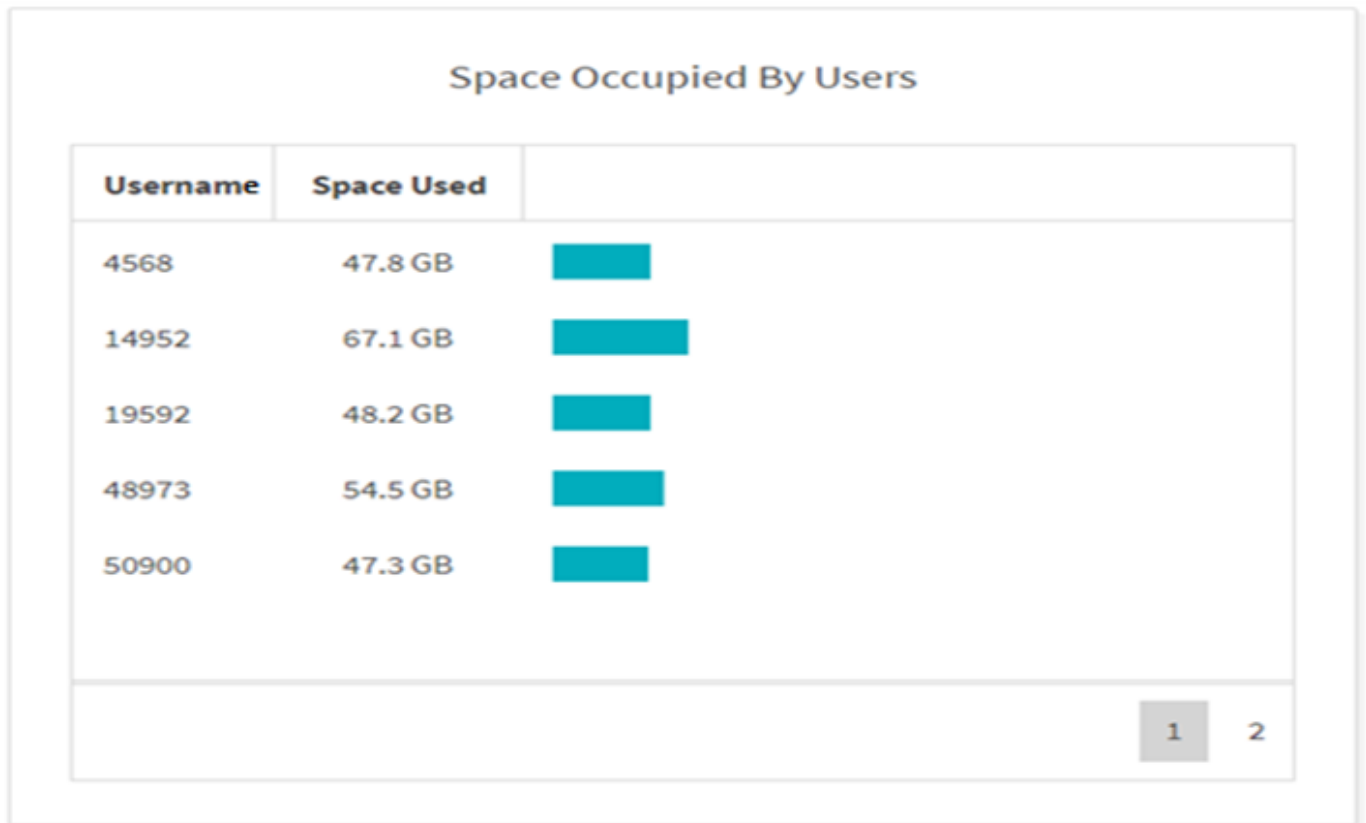 Space Occupied By Users
Username Space Used
4568 47.8 GB
14952 67.1 GB
19592 48.2 GB
48973 54.5 GB
50900 47.3 GB
1 2